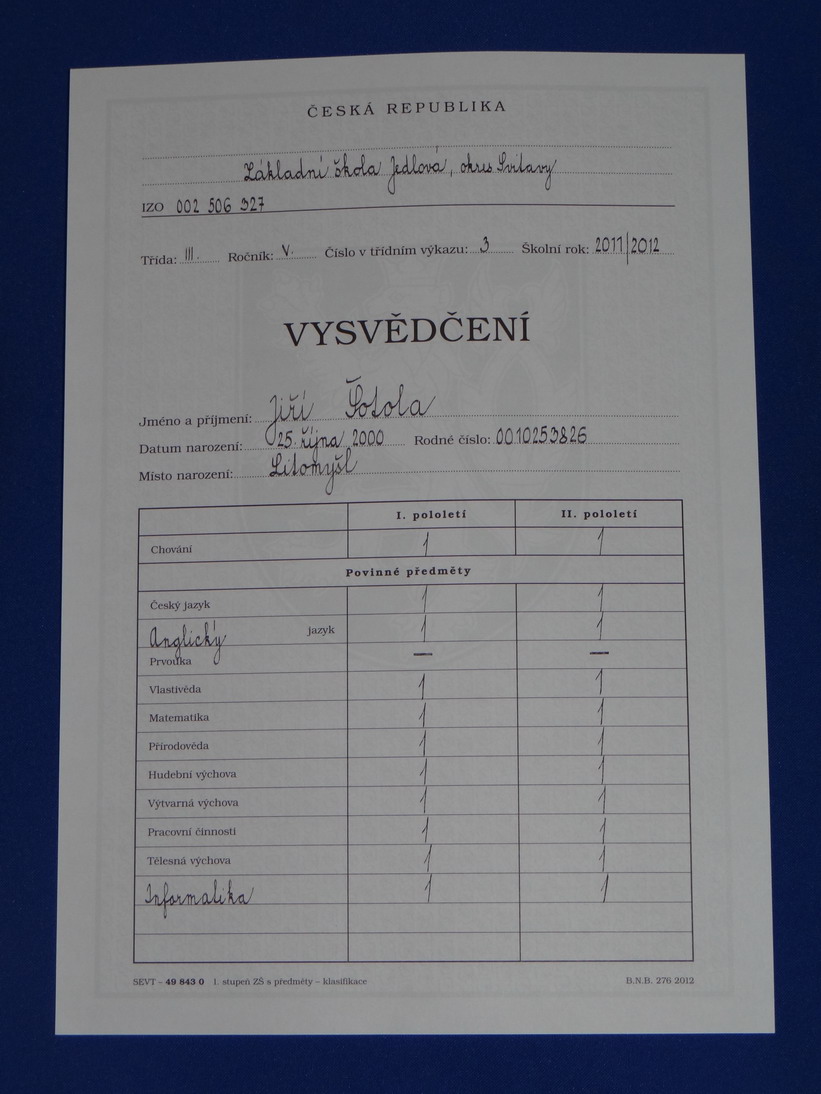 ČESKÁ REPUBLIKA
Základní škola Jedlová, okres Svitavy
IZO 002 506 327
Třída: III. Ročník: V. Číslo v třídním výkazu: 3 Školní rok: 2011/2012
VYSVĚDČENÍ
Jméno a příjmení: Jiří Šotola
Datum narození: 25. října 2000 Rodné číslo: 0010253826
Místo narození: Litomyšl
I. pololetí II. pololetí
Chování 1 1
Povinné předměty
Český jazyk 1 1
Anglický jazyk 1 1
Prvouka — —
Vlastivěda 1 1
Matematika 1 1
Přírodověda 1 1
Hudební výchova 1 1
Výtvarná výchova 1 1
Pracovní činnosti 1 1
Tělesná výchova 1 1
Informatika 1 1
SEVT – 49 843 0 1. stupeň ZŠ s předměty – klasifikace B.N.B. 276 2012